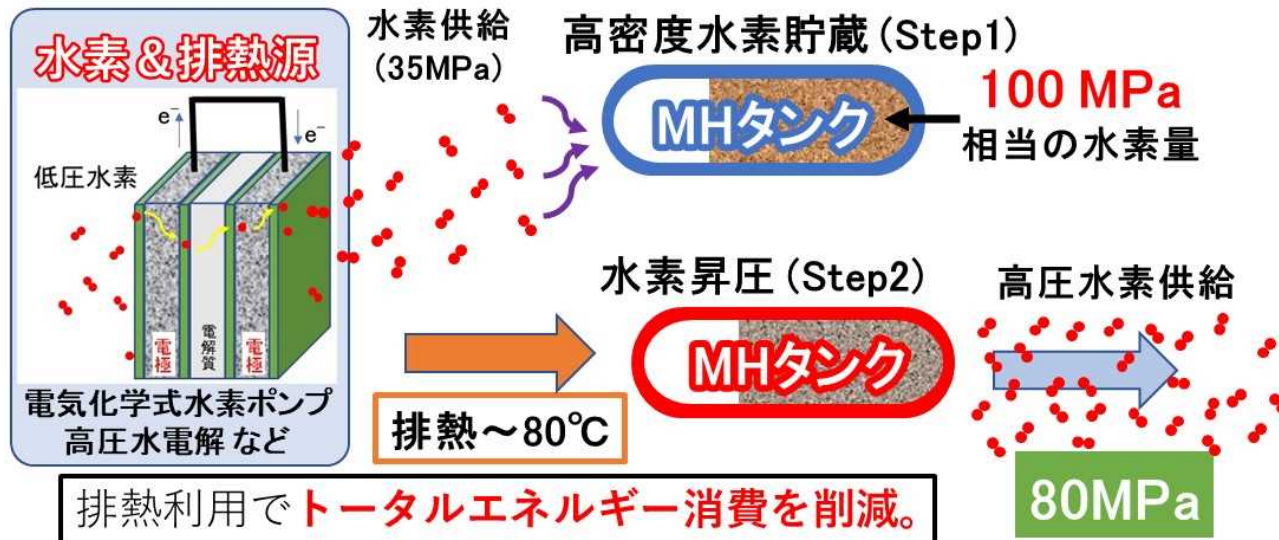 水素&排熱源
e⁻
e⁻
低圧水素
電極
電解質
電極
電気化学式水素ポンプ
高圧水電解 など
水素供給
(35MPa)
高密度水素貯蔵(Step1)
MHタンク
100 MPa
相当の水素量
水素昇圧(Step2)
MHタンク
排熱～80℃
高圧水素供給
80MPa
排熱利用でトータルエネルギー消費を削減。